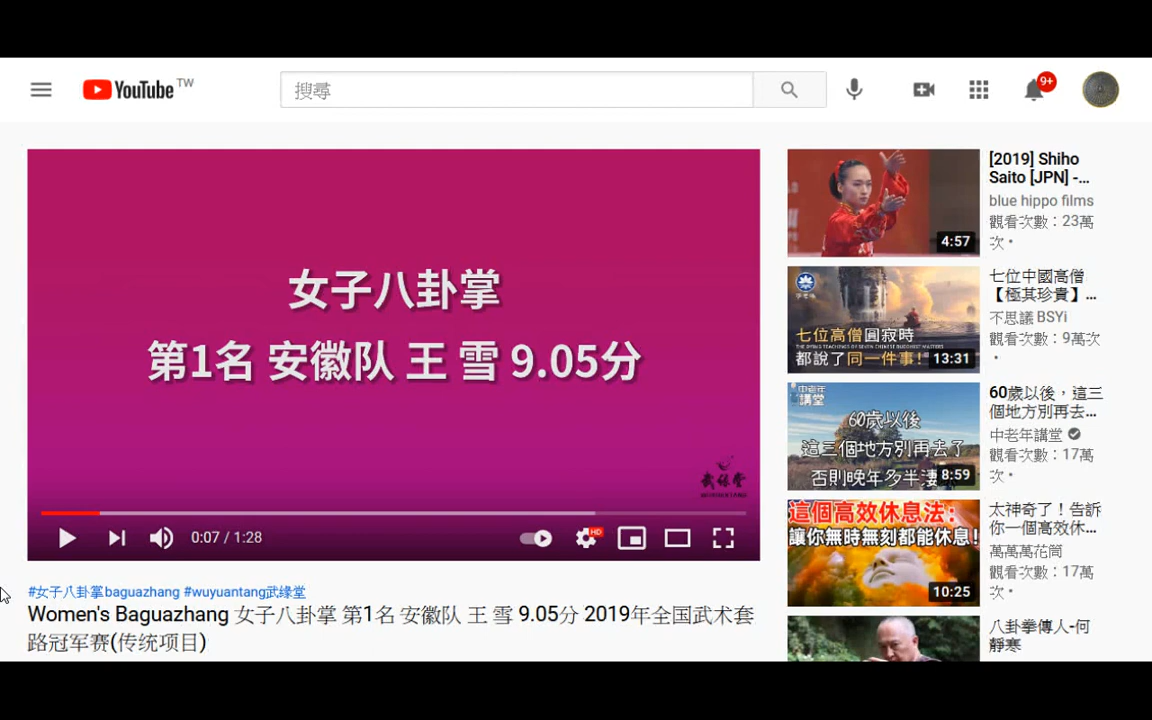 YouTube TW
搜尋
9+
女子八卦掌
第1名 安徽队 王 雪 9.05分
武缘堂
WUYUANTANG
HD
0:07 / 1:28
#女子八卦掌baguazhang #wuyuantang武缘堂
Women's Baguazhang 女子八卦掌 第1名 安徽队 王 雪 9.05分 2019年全国武术套
路冠军赛(传统项目)
4:57
[2019] Shiho
Saito [JPN] -...
blue hippo films
觀看次數：23萬
次・
七位高僧圓寂時
都說了同一件事!
13:31
七位中國高僧
【極其珍貴】...
不思議 BSYi
觀看次數：9萬次
・
中老年
講堂
60歲以後
這三個地方別再去了
否則晚年多半淒
8:59
60歲以後，這三
個地方別再去...
中老年講堂
觀看次數：17萬
次・
這個高效休息法:
讓你無時無刻都能休息!
10:25
太神奇了！告訴
你一個高效休...
萬萬萬花筒
觀看次數：17萬
次・
八卦拳傳人-何
靜寒